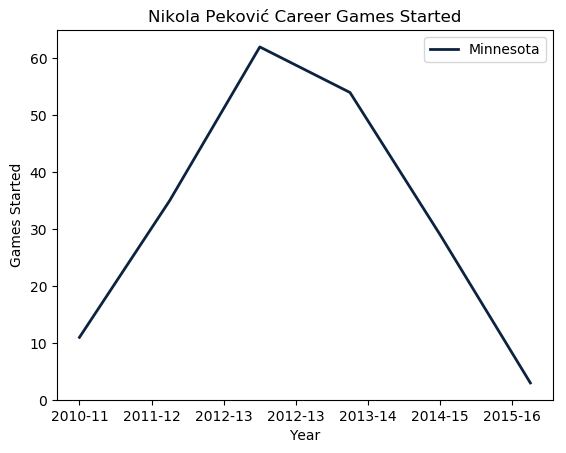 Nikola Peković Career Games Started
Minnesota
60
50
40
30
20
10
0
Games Started
2010-11 2011-12 2012-13 2012-13 2013-14 2014-15 2015-16
Year